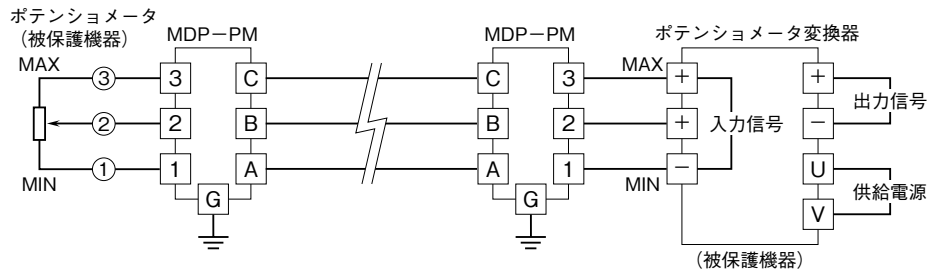 ポテンショメータ
（被保護機器）
MDP－PM
MDP－PM
ポテンショメータ変換器
MAX ③ 3 C C 3 MAX ＋ ＋
② 2 B B 2 ＋ 入力信号 － 出力信号
① 1 A A 1 － U
MIN MIN
G G V 供給電源
（被保護機器）